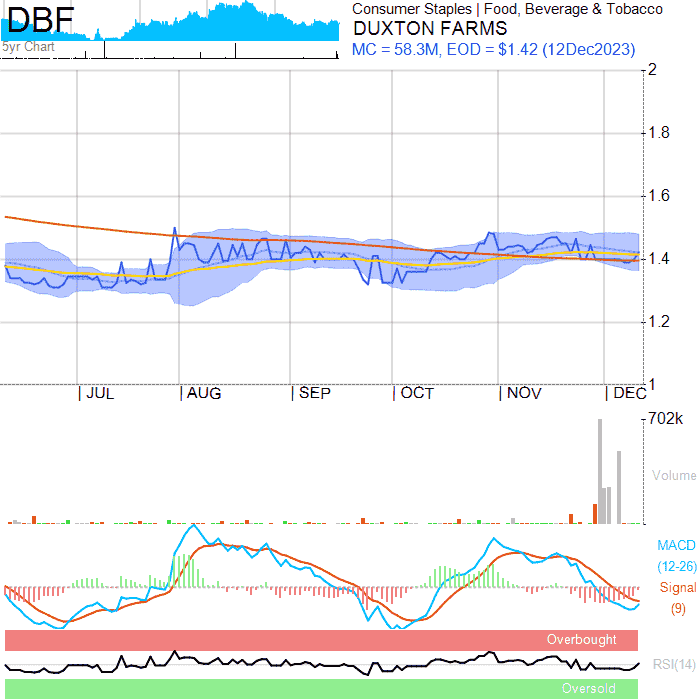 DBF
5yr Chart
Consumer Staples | Food, Beverage & Tobacco
DUXTON FARMS
MC = 58.3M, EOD = $1.42 (12Dec2023)
2
1.8
1.6
1.4
1.2
1
| JUL | AUG | SEP | OCT | NOV | DEC
702k
Volume
MACD
(12-26)
Signal
(9)
Overbought
RSI(14)
Oversold